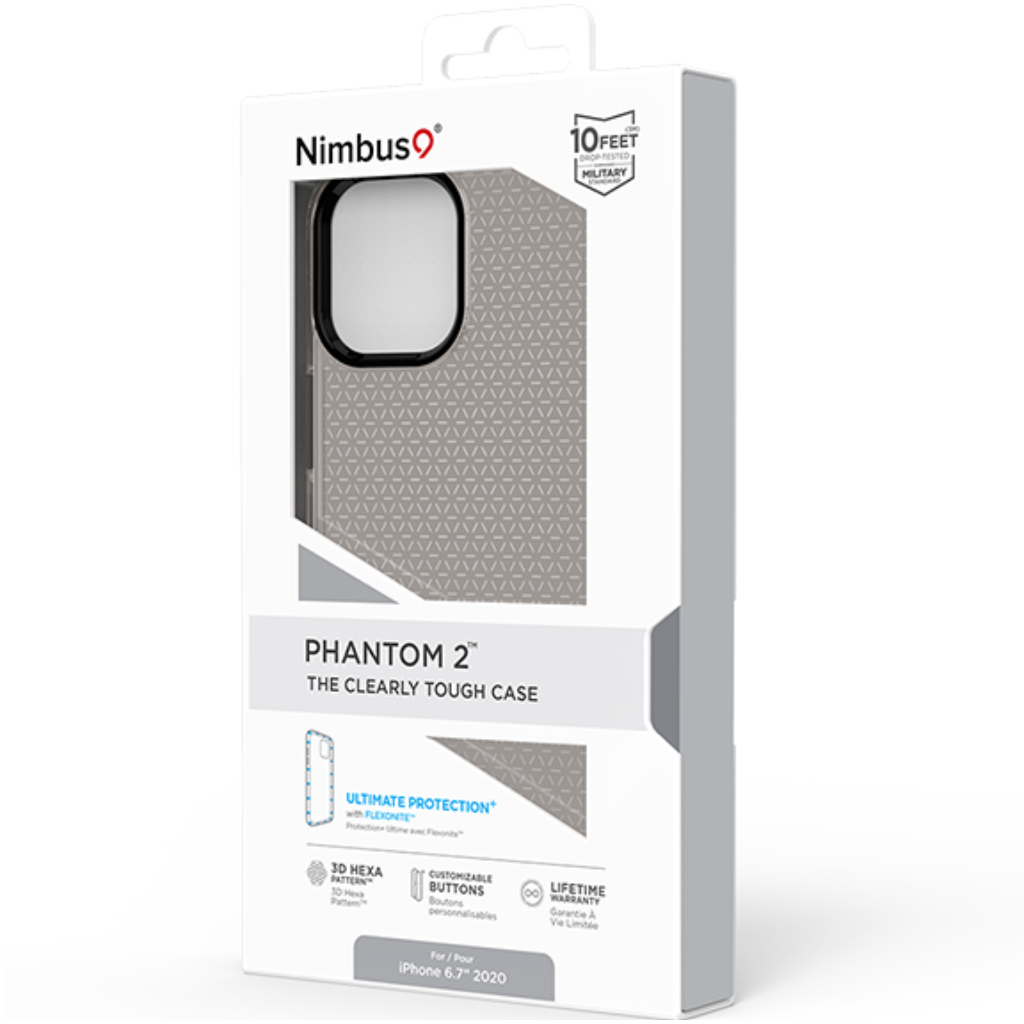 Nimbus9®
10FEET
(3M)
DROP-TESTED
MILITARY
STANDARD
PHANTOM 2™
THE CLEARLY TOUGH CASE
ULTIMATE PROTECTION+
with FLEXONITE™
Protection+ Ultime avec Flexonite™
3D HEXA
PATTERN™
3D Hexa
Pattern™
CUSTOMIZABLE
BUTTONS
Boutons
personnalisables
LIFETIME
WARRANTY
Garantie À
Vie Limitée
For / Pour
iPhone 6.7" 2020